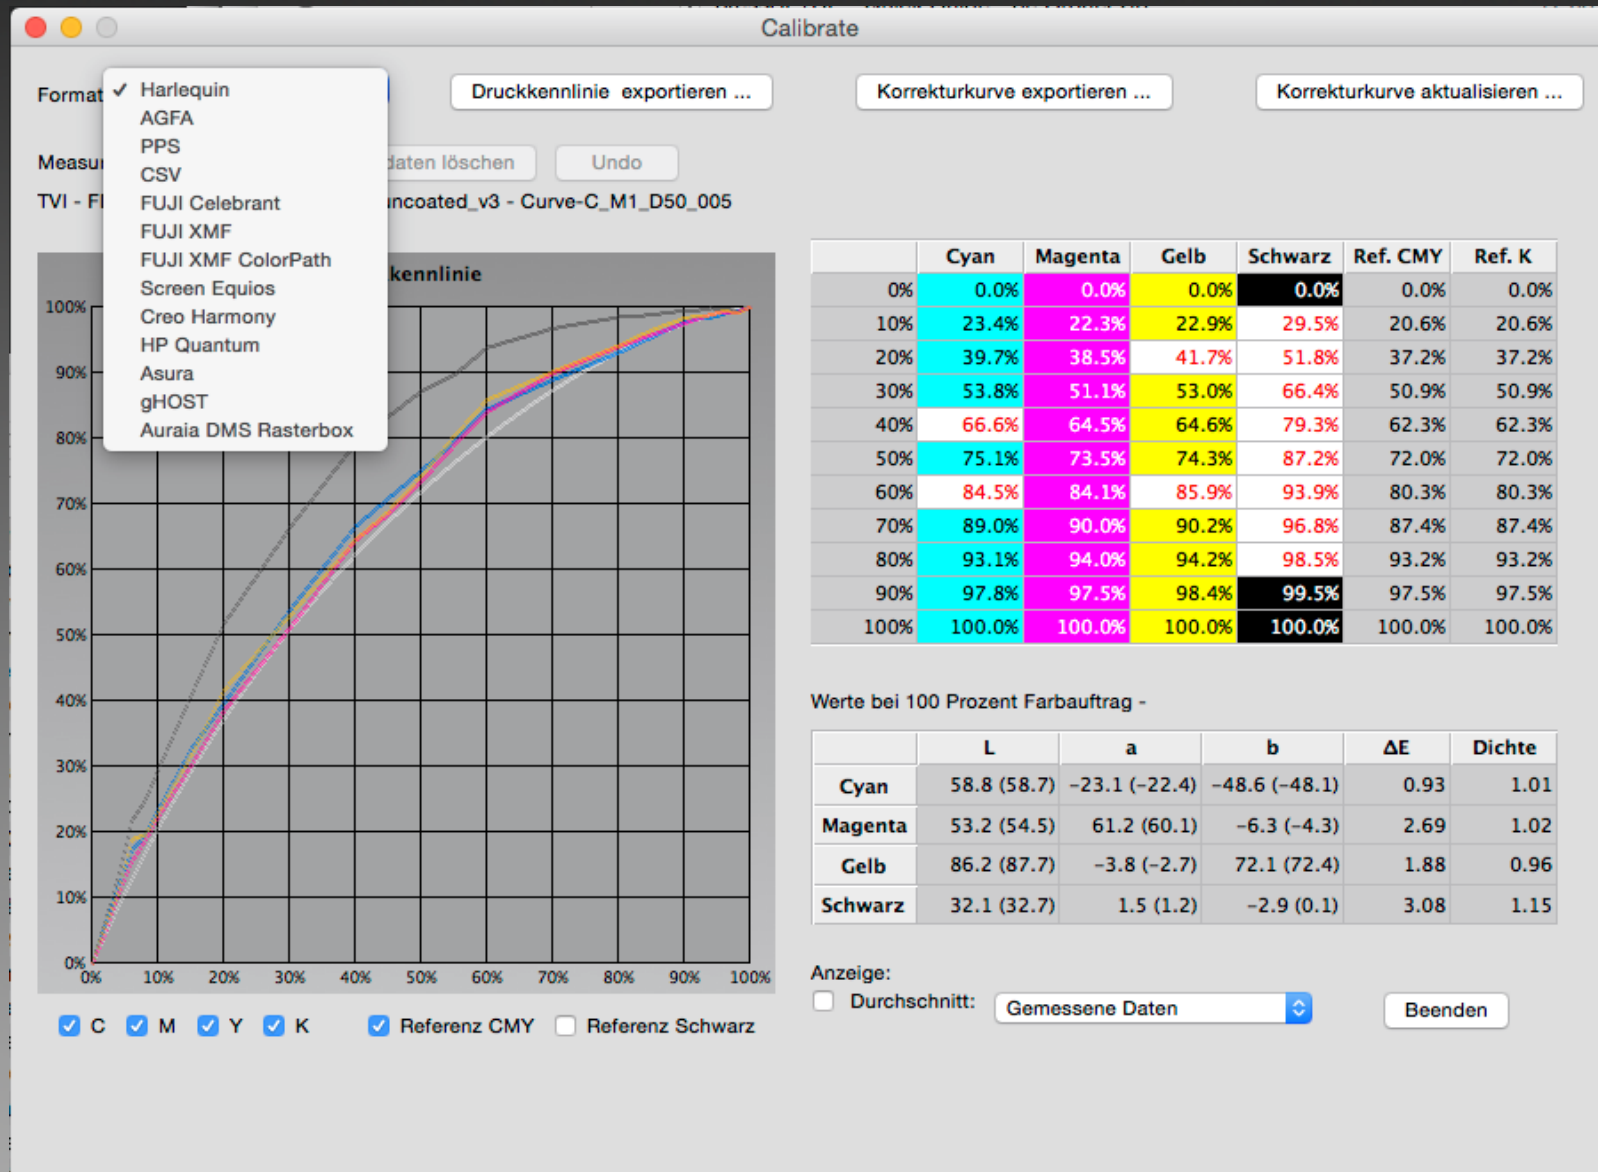 Calibrate
Format
✓ Harlequin
AGFA
PPS
CSV
FUJI Celebrant
FUJI XMF
FUJI XMF ColorPath
Screen Equios
Creo Harmony
HP Quantum
Asura
gHOST
Auraia DMS Rasterbox
Druckkennlinie exportieren ...
Korrekturkurve exportieren ...
Korrekturkurve aktualisieren ...
Measur
daten löschen
Undo
TVI - F
uncoated_v3 - Curve-C_M1_D50_005
kennlinie
100%
90%
80%
70%
60%
50%
40%
30%
20%
10%
0%
0% 10% 20% 30% 40% 50% 60% 70% 80% 90% 100%
C M Y K Referenz CMY Referenz Schwarz
Cyan Magenta Gelb Schwarz Ref. CMY Ref. K
0% 0.0% 0.0% 0.0% 0.0% 0.0% 0.0%
10% 23.4% 22.3% 22.9% 29.5% 20.6% 20.6%
20% 39.7% 38.5% 41.7% 51.8% 37.2% 37.2%
30% 53.8% 51.1% 53.0% 66.4% 50.9% 50.9%
40% 66.6% 64.5% 64.6% 79.3% 62.3% 62.3%
50% 75.1% 73.5% 74.3% 87.2% 72.0% 72.0%
60% 84.5% 84.1% 85.9% 93.9% 80.3% 80.3%
70% 89.0% 90.0% 90.2% 96.8% 87.4% 87.4%
80% 93.1% 94.0% 94.2% 98.5% 93.2% 93.2%
90% 97.8% 97.5% 98.4% 99.5% 97.5% 97.5%
100% 100.0% 100.0% 100.0% 100.0% 100.0% 100.0%
Werte bei 100 Prozent Farbauftrag -
L a b ΔE Dichte
Cyan 58.8 (58.7) −23.1 (−22.4) −48.6 (−48.1) 0.93 1.01
Magenta 53.2 (54.5) 61.2 (60.1) −6.3 (−4.3) 2.69 1.02
Gelb 86.2 (87.7) −3.8 (−2.7) 72.1 (72.4) 1.88 0.96
Schwarz 32.1 (32.7) 1.5 (1.2) −2.9 (0.1) 3.08 1.15
Anzeige:
Durchschnitt: Gemessene Daten
Beenden